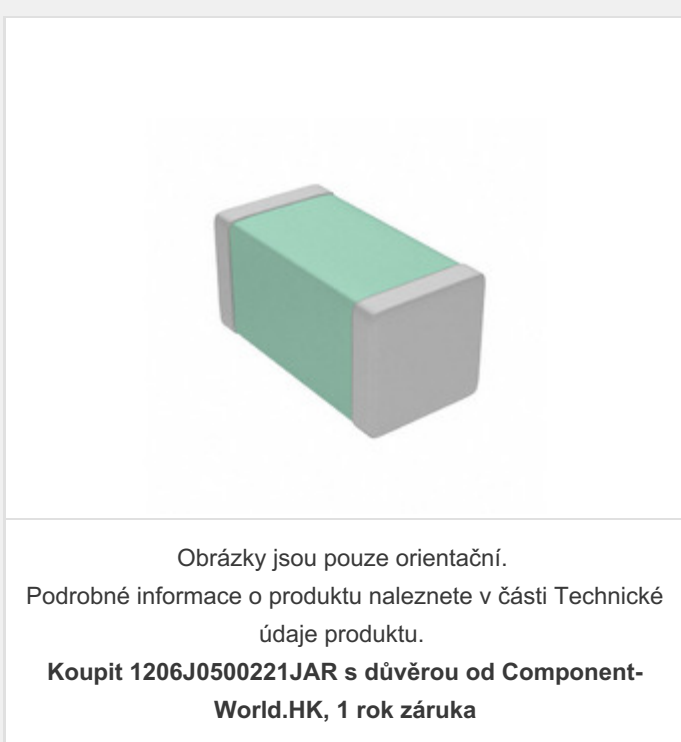 Obrázky jsou pouze orientační.
Podrobné informace o produktu naleznete v části Technické
údaje produktu.
Koupit 1206J0500221JAR s důvěrou od Component-
World.HK, 1 rok záruka